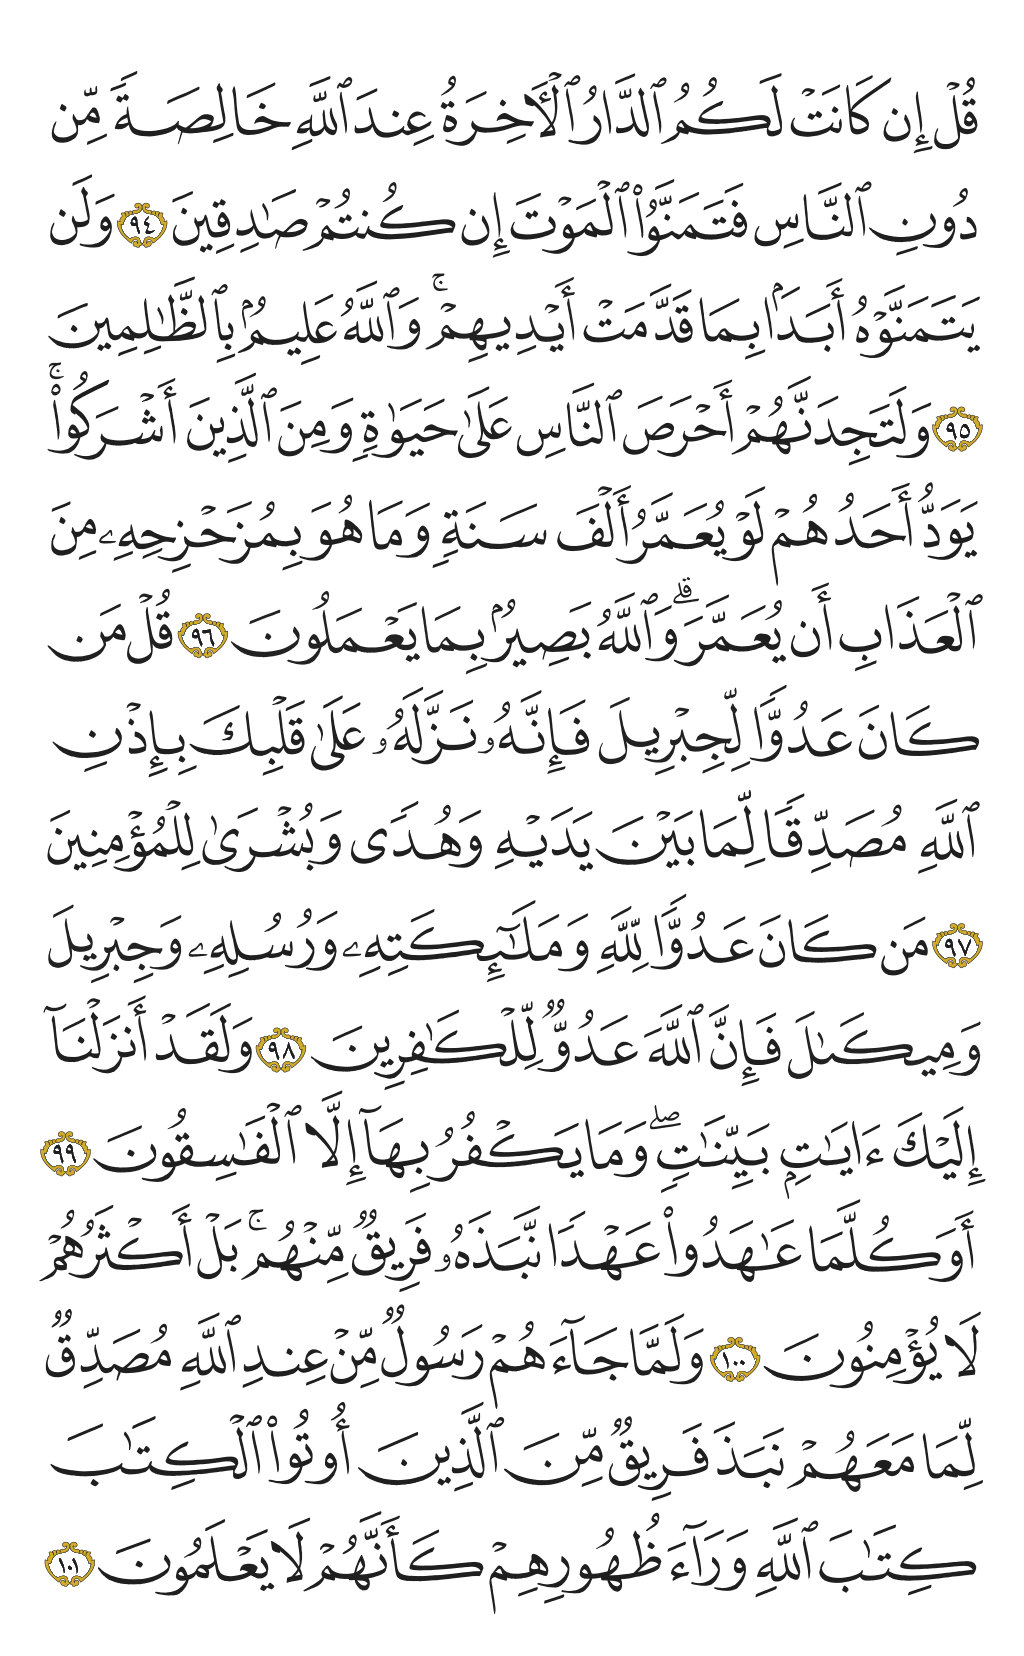 قُلۡ إِن كَانَتۡ لَكُمُ ٱلدَّارُ ٱلۡأٓخِرَةُ عِندَ ٱللَّهِ خَالِصَةٗ مِّن
دُونِ ٱلنَّاسِ فَتَمَنَّوُاْ ٱلۡمَوۡتَ إِن كُنتُمۡ صَٰدِقِينَ ٩٤ وَلَن
يَتَمَنَّوۡهُ أَبَدَۢا بِمَا قَدَّمَتۡ أَيۡدِيهِمۡۚ وَٱللَّهُ عَلِيمُۢ بِٱلظَّٰلِمِينَ
٩٥ وَلَتَجِدَنَّهُمۡ أَحۡرَصَ ٱلنَّاسِ عَلَىٰ حَيَوٰةٖ وَمِنَ ٱلَّذِينَ أَشۡرَكُواْۚ
يَوَدُّ أَحَدُهُمۡ لَوۡ يُعَمَّرُ أَلۡفَ سَنَةٖ وَمَا هُوَ بِمُزَحۡزِحِهِۦ مِنَ
ٱلۡعَذَابِ أَن يُعَمَّرَۗ وَٱللَّهُ بَصِيرُۢ بِمَا يَعۡمَلُونَ ٩٦ قُلۡ مَن
كَانَ عَدُوّٗا لِّجِبۡرِيلَ فَإِنَّهُۥ نَزَّلَهُۥ عَلَىٰ قَلۡبِكَ بِإِذۡنِ
ٱللَّهِ مُصَدِّقٗا لِّمَا بَيۡنَ يَدَيۡهِ وَهُدٗى وَبُشۡرَىٰ لِلۡمُؤۡمِنِينَ
٩٧ مَن كَانَ عَدُوّٗا لِّلَّهِ وَمَلَٰٓئِكَتِهِۦ وَرُسُلِهِۦ وَجِبۡرِيلَ
وَمِيكَىٰلَ فَإِنَّ ٱللَّهَ عَدُوّٞ لِّلۡكَٰفِرِينَ ٩٨ وَلَقَدۡ أَنزَلۡنَآ
إِلَيۡكَ ءَايَٰتِۭ بَيِّنَٰتٖۖ وَمَا يَكۡفُرُ بِهَآ إِلَّا ٱلۡفَٰسِقُونَ ٩٩
أَوَكُلَّمَا عَٰهَدُواْ عَهۡدٗا نَّبَذَهُۥ فَرِيقٞ مِّنۡهُمۚ بَلۡ أَكۡثَرُهُمۡ
لَا يُؤۡمِنُونَ ١٠٠ وَلَمَّا جَآءَهُمۡ رَسُولٞ مِّنۡ عِندِ ٱللَّهِ مُصَدِّقٞ
لِّمَا مَعَهُمۡ نَبَذَ فَرِيقٞ مِّنَ ٱلَّذِينَ أُوتُواْ ٱلۡكِتَٰبَ
كِتَٰبَ ٱللَّهِ وَرَآءَ ظُهُورِهِمۡ كَأَنَّهُمۡ لَا يَعۡلَمُونَ ١٠١